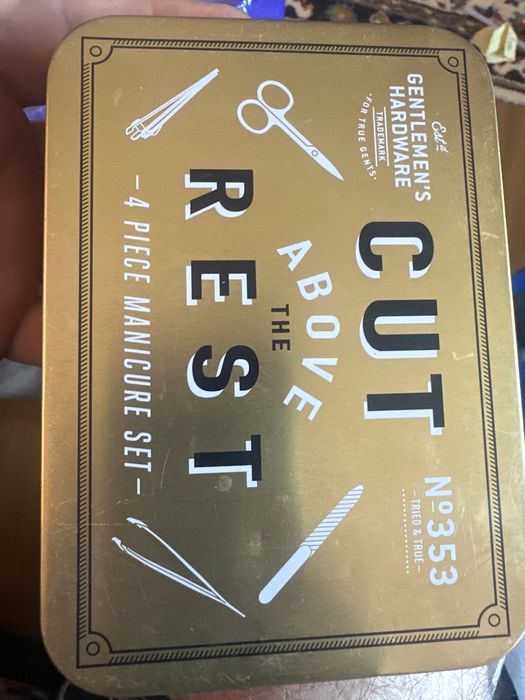 Est.d
GENTLEMEN'S
HARDWARE
TRADEMARK
"FOR TRUE GENTS"
CUT
Nº353
–TRIED & TRUE–
ABOVE
THE
REST
–4 PIECE MANICURE SET–